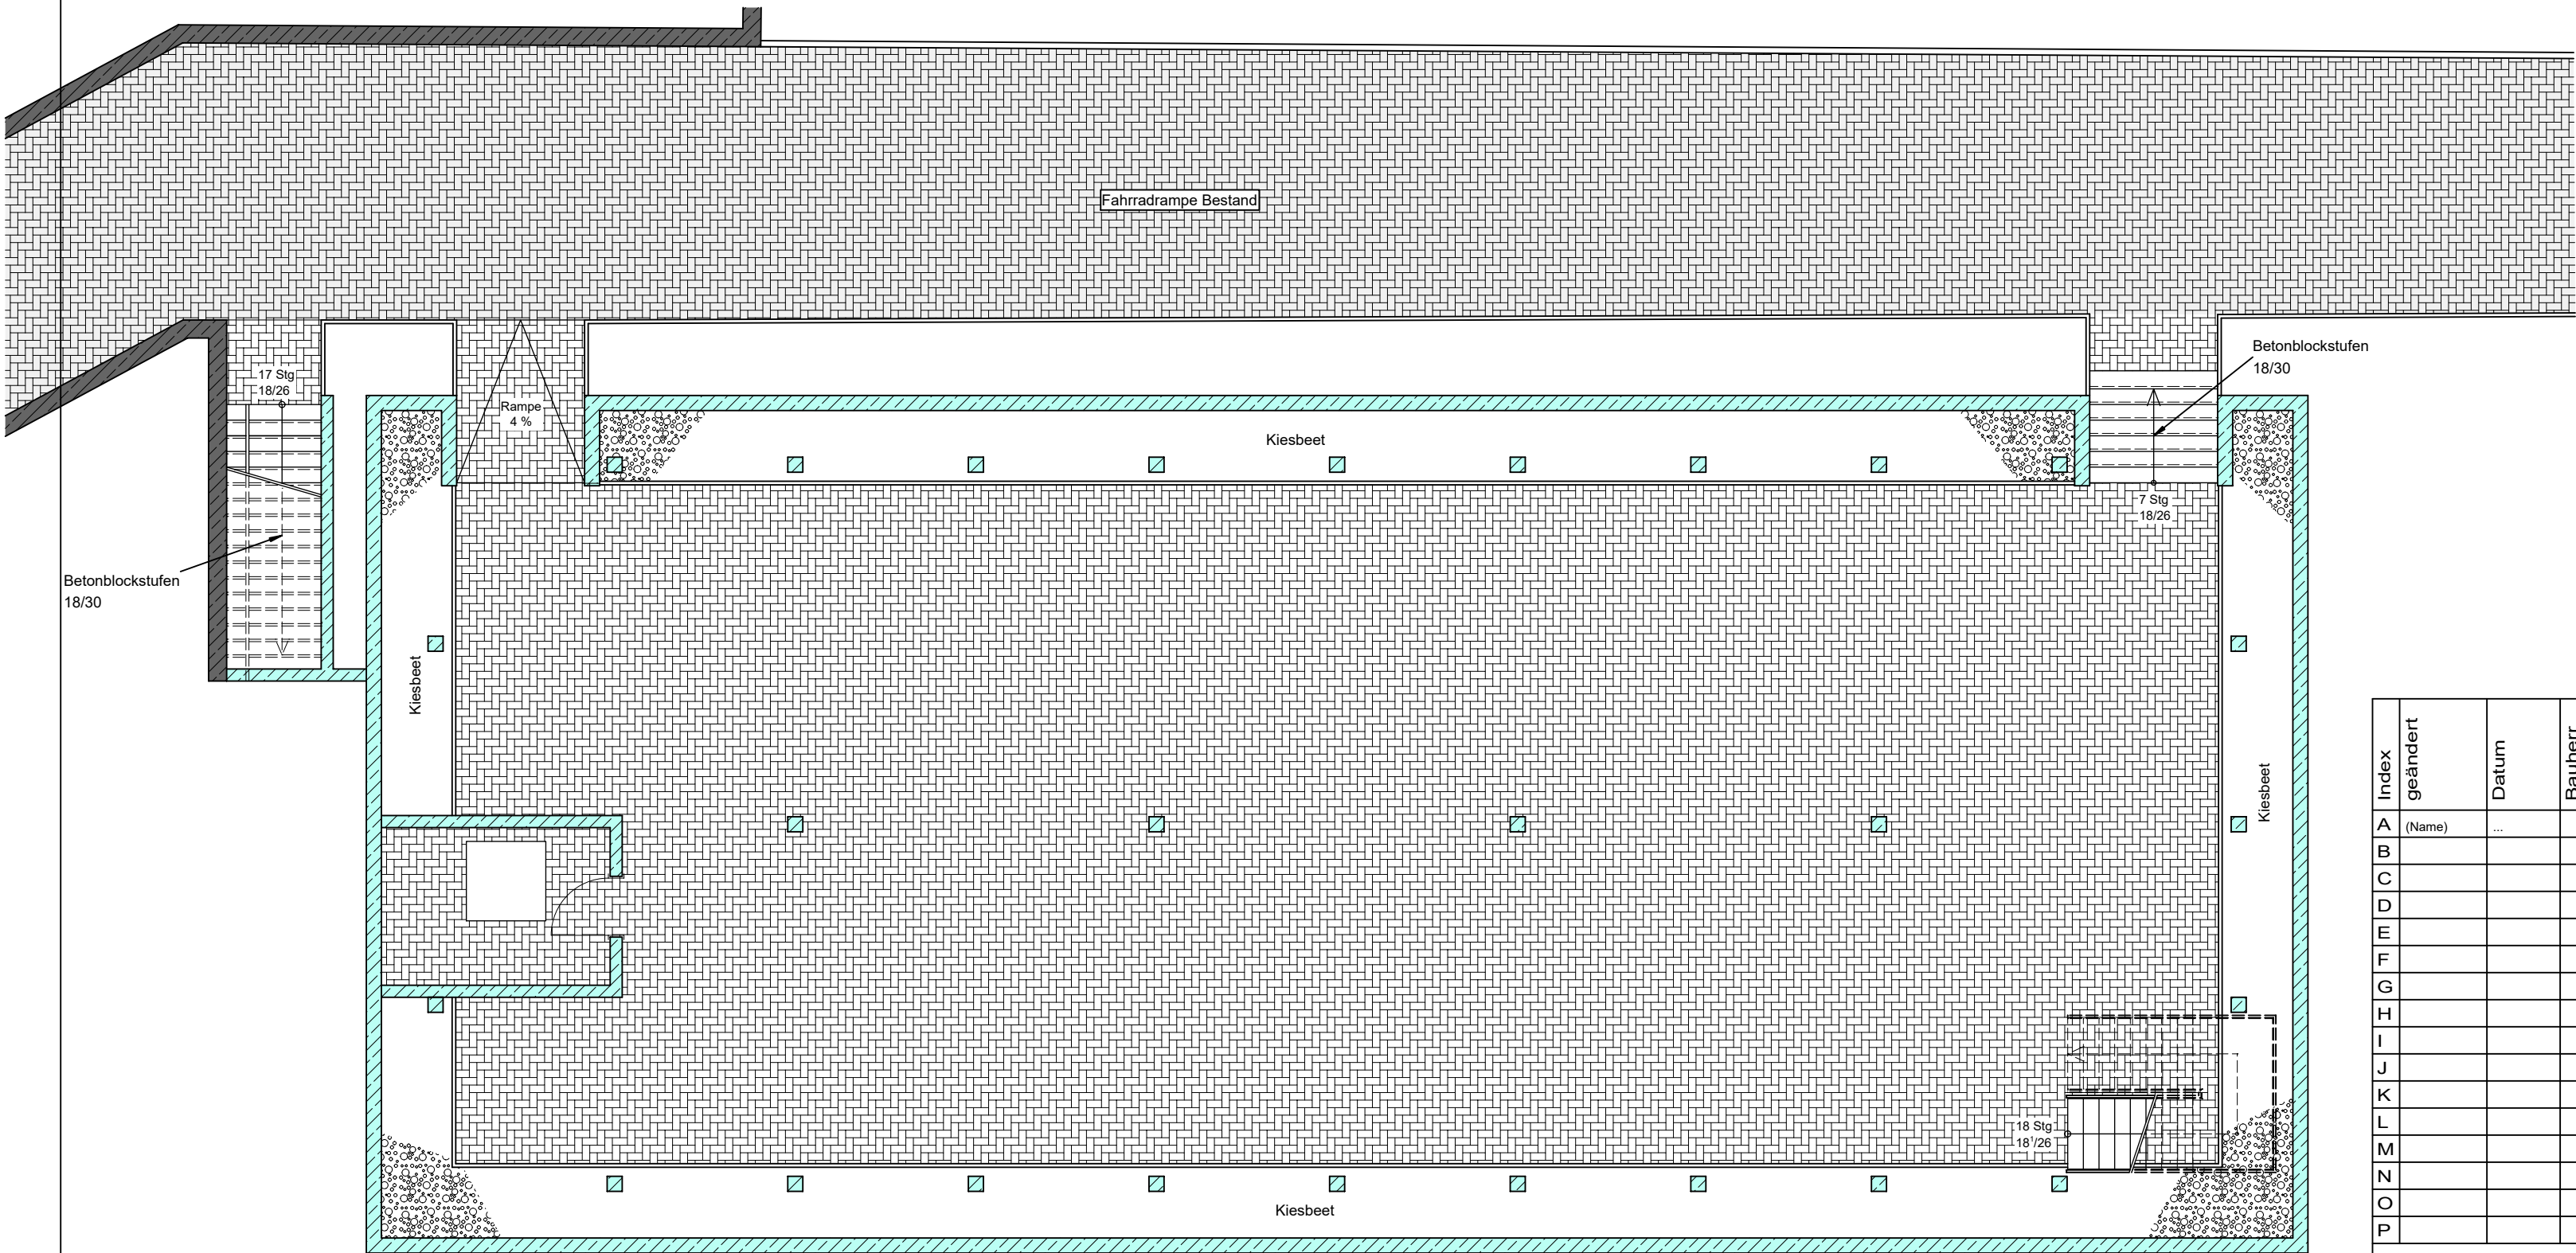 Fahrradrampe Bestand
Betonblockstufen
18/30
17 Stg
18/26
Rampe
4 %
Kiesbeet
7 Stg
18/26
Betonblockstufen
18/30
Kiesbeet
Kiesbeet
18 Stg
18¹/26
Kiesbeet
Index
geändert
Datum
Bauherr
A (Name) ...
B
C
D
E
F
G
H
I
J
K
L
M
N
O
P